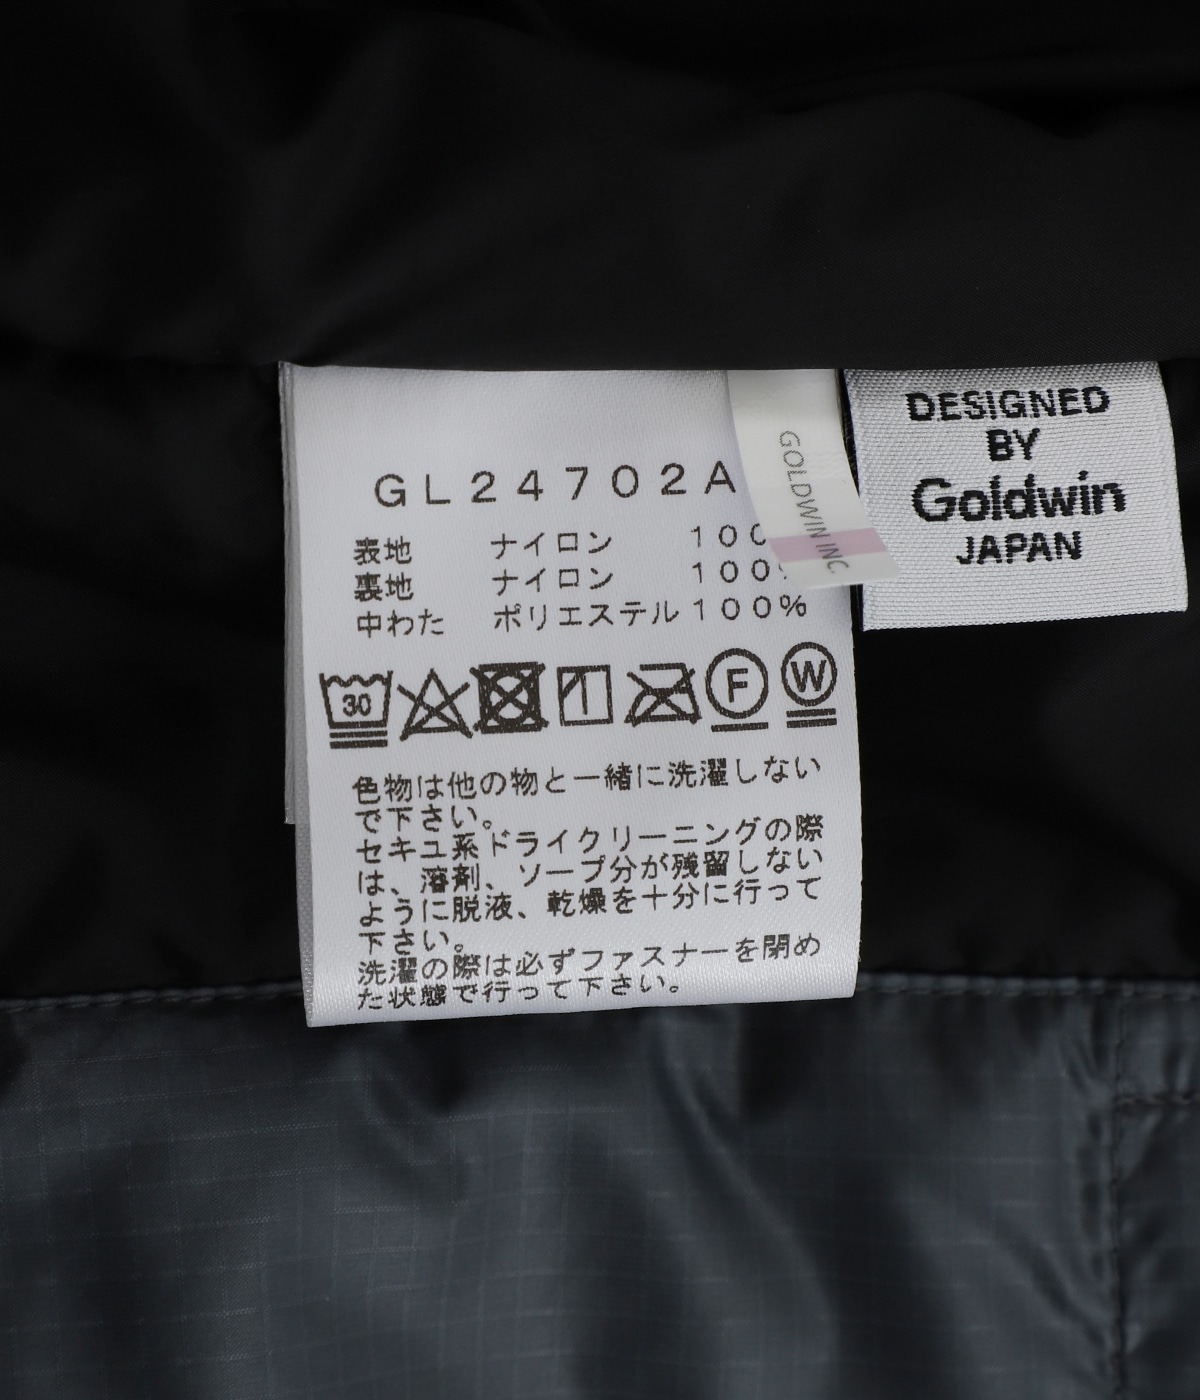 GL24702A
表地 ナイロン 100
裏地 ナイロン 100
中わた ポリエステル 100%
30
F
W
色物は他の物と一緒に洗濯しない
で下さい。
セキユ系ドライクリーニングの際
は、溶剤、ソープ分が残留しない
ように脱液、乾燥を十分に行って
下さい。
洗濯の際は必ずファスナーを閉め
た状態で行って下さい。
GOLDWIN INC
DESIGNED
BY
Goldwin
JAPAN